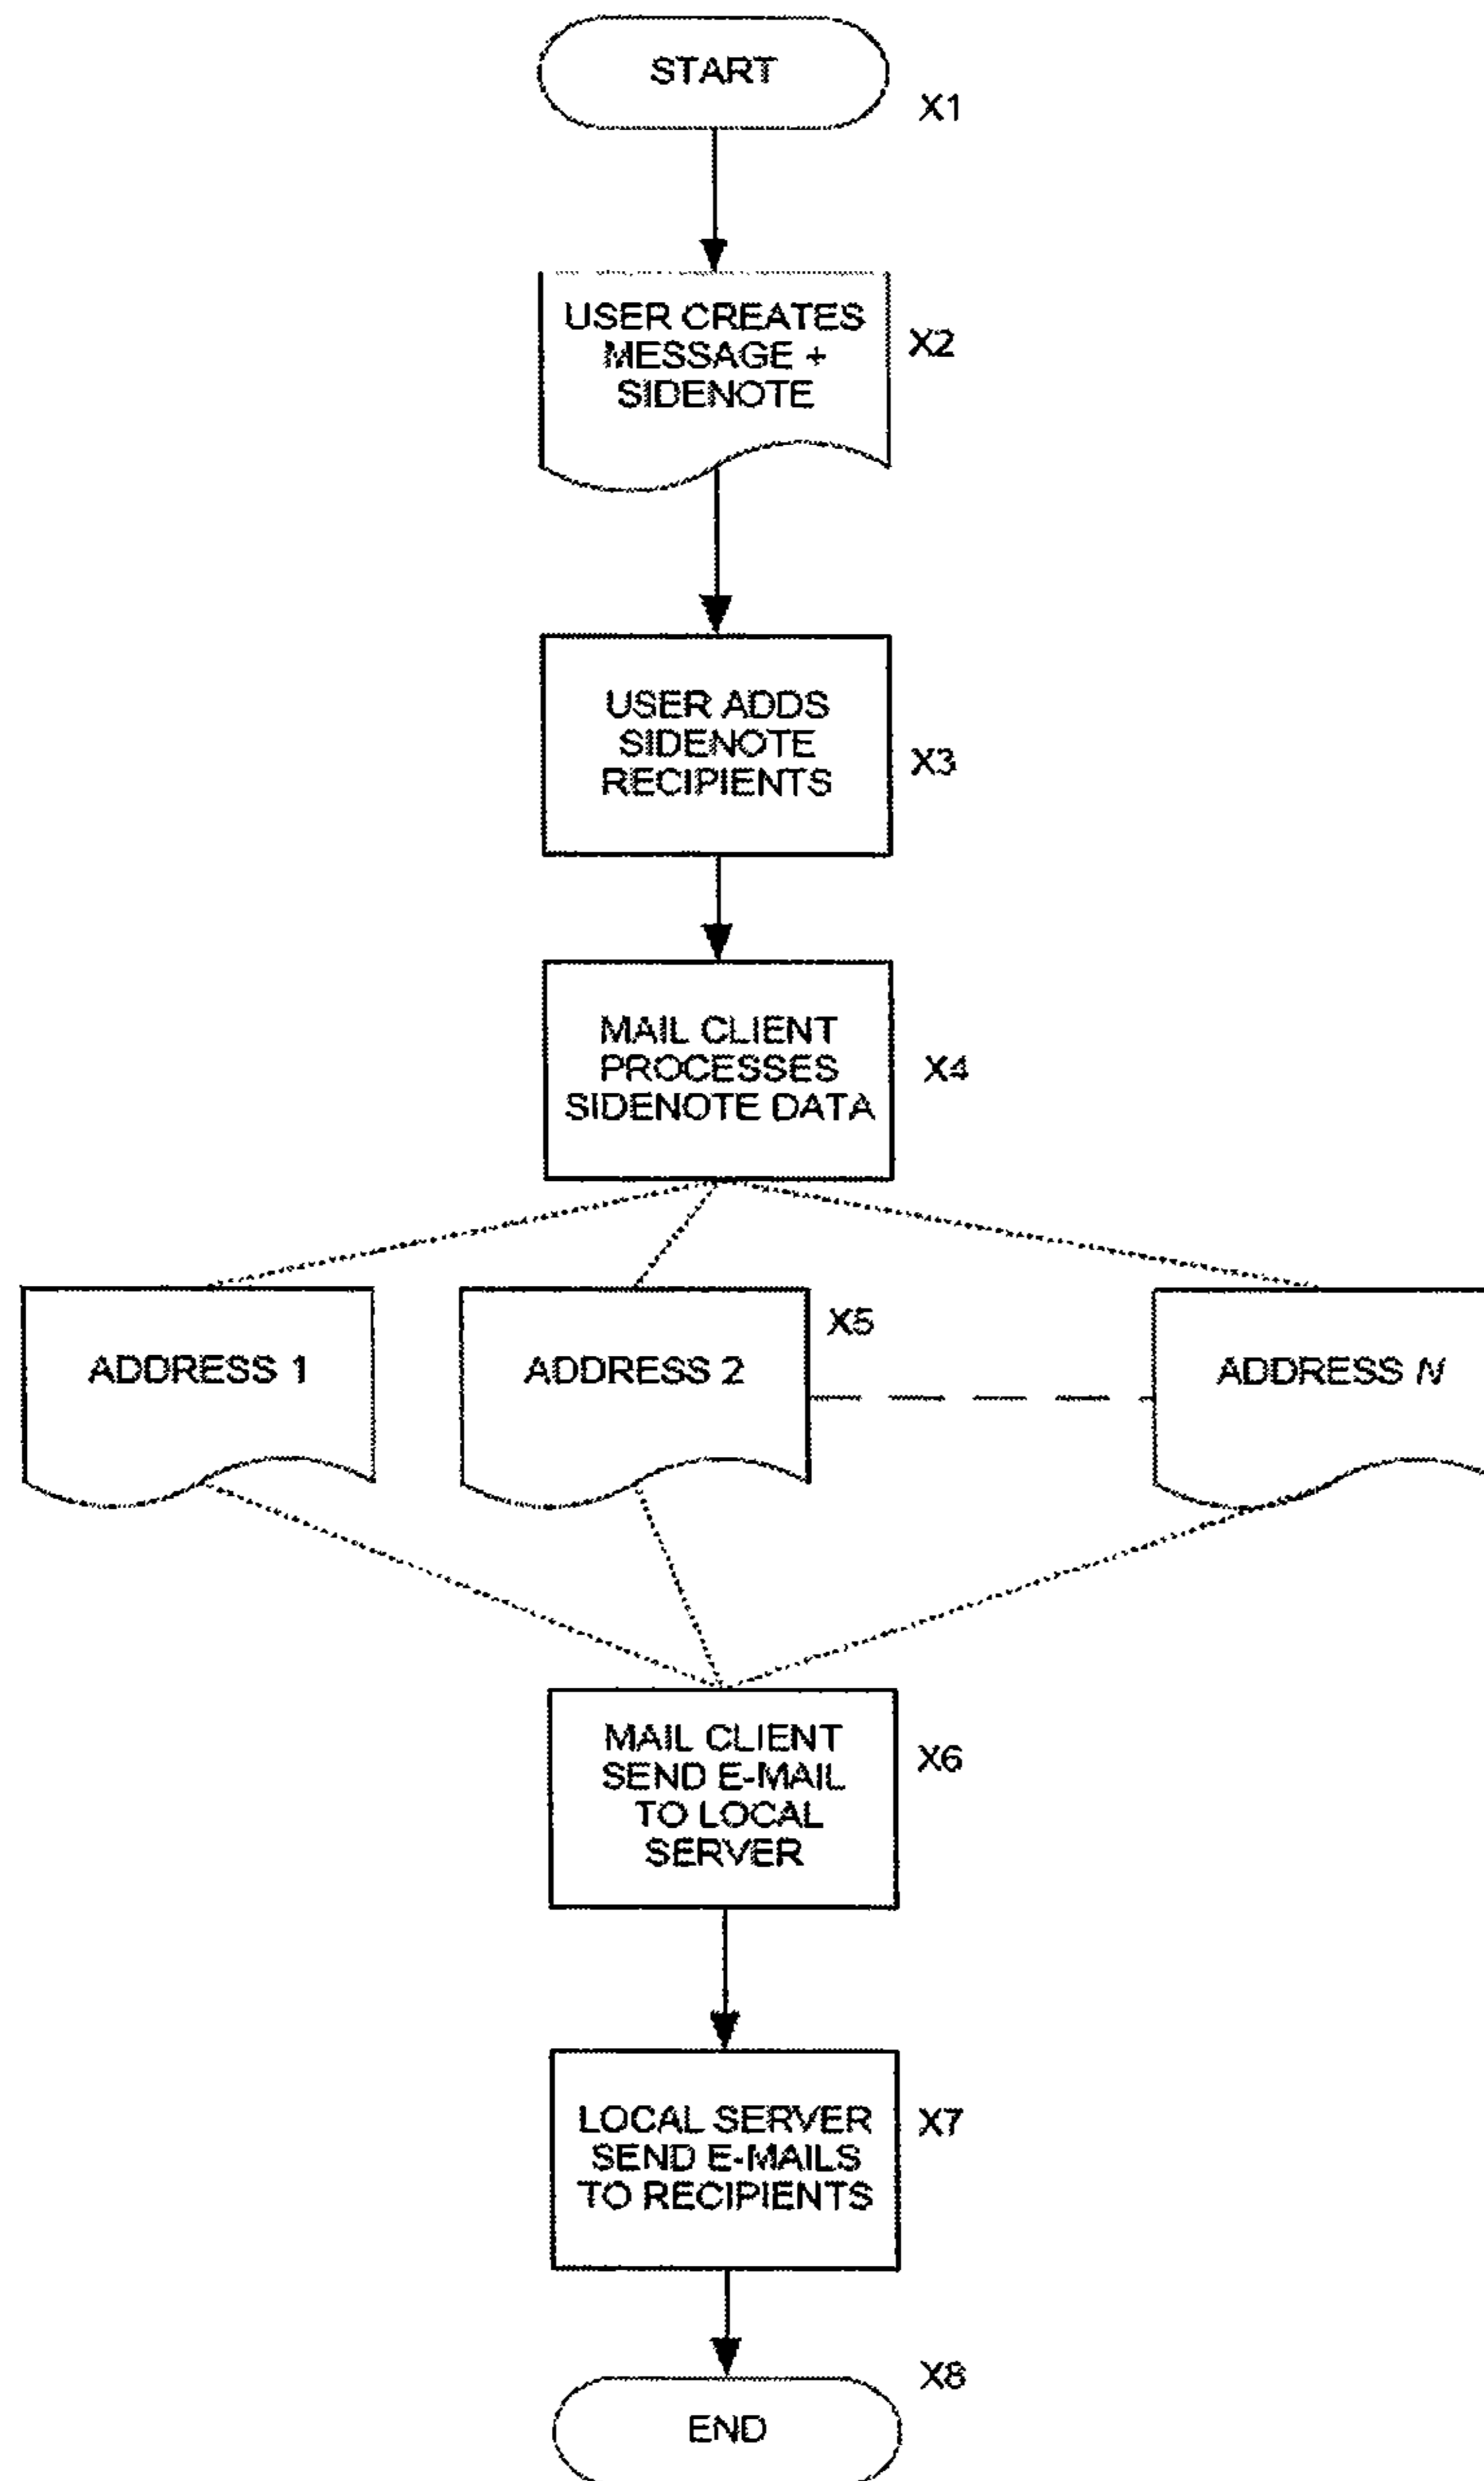 START
X1
USER CREATES
MESSAGE +
SIDENOTE
X2
USER ADDS
SIDENOTE
RECIPIENTS
X3
MAIL CLIENT
PROCESSES
SIDENOTE DATA
X4
ADDRESS 1
ADDRESS 2
X5
ADDRESS N
MAIL CLIENT
SEND E-MAIL
TO LOCAL
SERVER
X6
LOCAL SERVER
SEND E-MAILS
TO RECIPIENTS
X7
X8
END